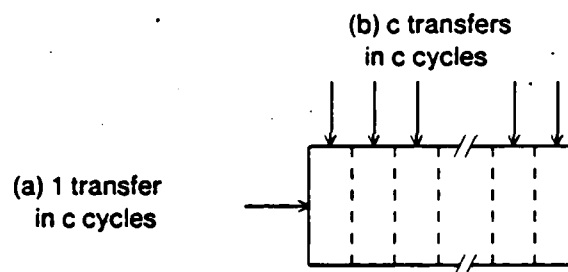 (b) c transfers
in c cycles
(a) 1 transfer
in c cycles